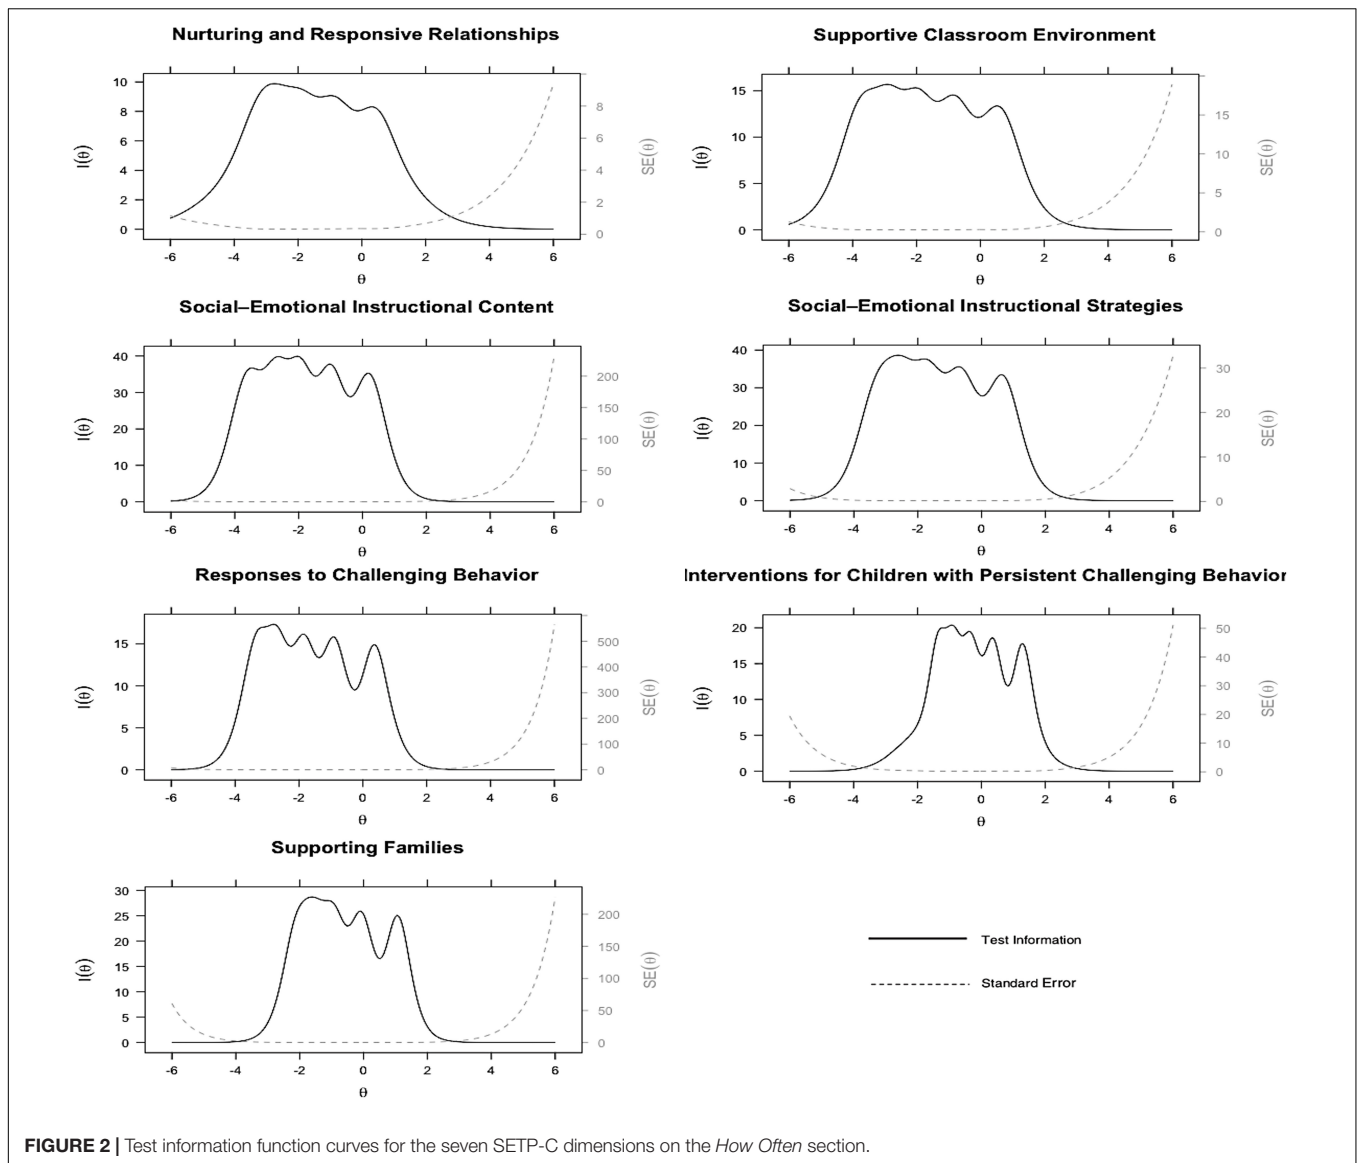 Nurturing and Responsive Relationships
I(θ)
10
8
6
4
2
0
SE(θ)
8
6
4
2
0
-6 -4 -2 0 2 4 6
θ
Supportive Classroom Environment
I(θ)
15
10
5
0
SE(θ)
15
10
5
0
-6 -4 -2 0 2 4 6
θ
Social–Emotional Instructional Content
I(θ)
40
30
20
10
0
SE(θ)
200
150
100
50
0
-6 -4 -2 0 2 4 6
θ
Social–Emotional Instructional Strategies
I(θ)
40
30
20
10
0
SE(θ)
30
20
10
0
-6 -4 -2 0 2 4 6
θ
Responses to Challenging Behavior
I(θ)
15
10
5
0
SE(θ)
500
400
300
200
100
0
-6 -4 -2 0 2 4 6
θ
Interventions for Children with Persistent Challenging Behavior
I(θ)
20
15
10
5
0
SE(θ)
50
40
30
20
10
0
-6 -4 -2 0 2 4 6
θ
Supporting Families
I(θ)
30
25
20
15
10
5
0
SE(θ)
200
150
100
50
0
-6 -4 -2 0 2 4 6
θ
Test Information
Standard Error
FIGURE 2 | Test information function curves for the seven SETP-C dimensions on the How Often section.